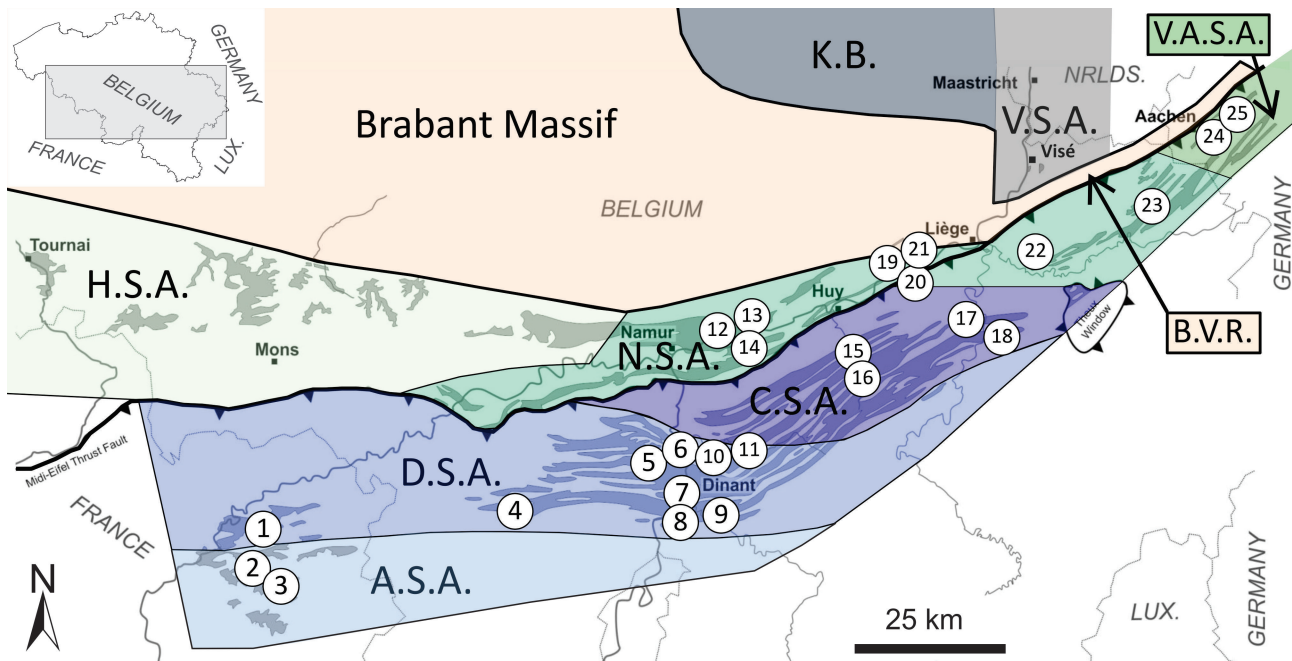 GERMANY
BELGIUM
FRANCE
LUX.
K.B.
V.A.S.A.
Maastricht
NRLDS.
Brabant Massif
V.S.A.
Aachen
25
24
Visé
BELGIUM
23
GERMANY
Tournai
Liège
21
22
H.S.A.
19
20
Huy
Theux
Window
13
12
17
B.V.R.
Namur
14
18
Mons
N.S.A.
15
16
C.S.A.
Midi-Eifel Thrust Fault
D.S.A.
6
10
11
5
Dinant
7
4
8
9
FRANCE
1
2
3
A.S.A.
N
25 km
LUX.
GERMANY